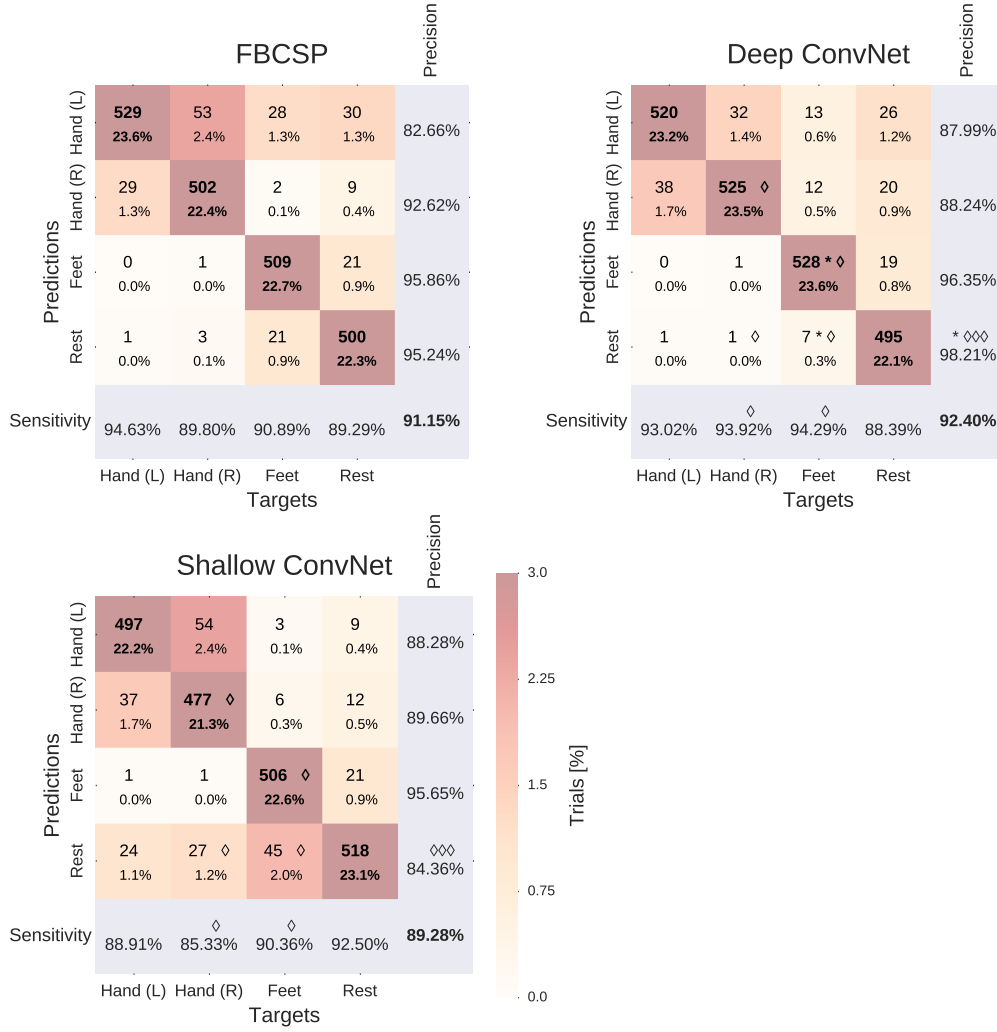 FBCSP
Precision
Hand (L)
529 53 28 30
23.6% 2.4% 1.3% 1.3%
82.66%
Hand (R)
29 502 2 9
1.3% 22.4% 0.1% 0.4%
92.62%
Predictions
Feet
0 1 509 21
0.0% 0.0% 22.7% 0.9%
95.86%
Rest
1 3 21 500
0.0% 0.1% 0.9% 22.3%
95.24%
Sensitivity
94.63% 89.80% 90.89% 89.29%
91.15%
Hand (L) Hand (R) Feet Rest
Targets
Deep ConvNet
Precision
Hand (L)
520 32 13 26
23.2% 1.4% 0.6% 1.2%
87.99%
Hand (R)
38 525 ◊ 12 20
1.7% 23.5% 0.5% 0.9%
88.24%
Predictions
Feet
0 1 528 * ◊ 19
0.0% 0.0% 23.6% 0.8%
96.35%
Rest
1 1 ◊ 7 * ◊ 495
0.0% 0.0% 0.3% 22.1%
* ◊◊◊
98.21%
Sensitivity
◊ ◊
93.02% 93.92% 94.29% 88.39%
92.40%
Hand (L) Hand (R) Feet Rest
Targets
Shallow ConvNet
Precision
Hand (L)
497 54 3 9
22.2% 2.4% 0.1% 0.4%
88.28%
Hand (R)
37 477 ◊ 6 12
1.7% 21.3% 0.3% 0.5%
89.66%
Predictions
Feet
1 1 506 ◊ 21
0.0% 0.0% 22.6% 0.9%
95.65%
Rest
24 27 ◊ 45 ◊ 518
1.1% 1.2% 2.0% 23.1%
◊◊◊
84.36%
Sensitivity
◊ ◊
88.91% 85.33% 90.36% 92.50%
89.28%
Hand (L) Hand (R) Feet Rest
Targets
3.0
2.25
1.5
0.75
0.0
Trials [%]